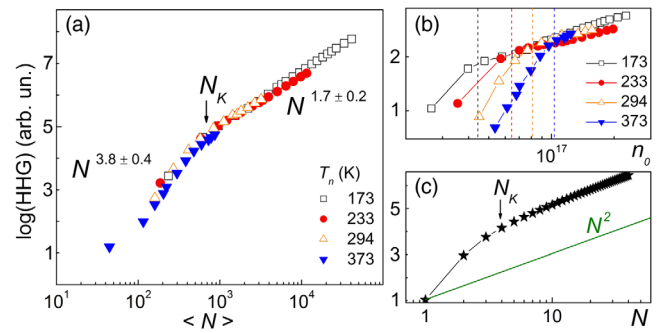 (a)
log(HHG) (arb. un.)
7
5
3
1
N_K
N^1.7 ± 0.2
N^3.8 ± 0.4
T_n (K)
173
233
294
373
10^1
10^2
10^3
10^4
10^5
< N >
(b)
2
1
173
233
294
373
10^17
n_0
(c)
5
3
1
N_K
N^2
1
10
N